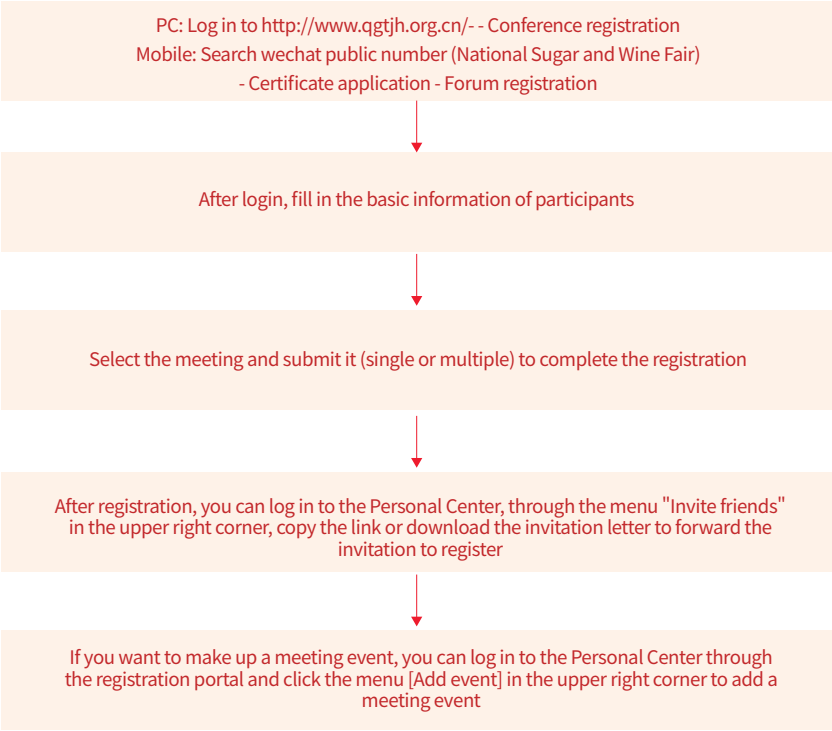 PC: Log in to http://www.qgtjh.org.cn/- - Conference registration
Mobile: Search wechat public number (National Sugar and Wine Fair)
- Certificate application - Forum registration
After login, fill in the basic information of participants
Select the meeting and submit it (single or multiple) to complete the registration
After registration, you can log in to the Personal Center, through the menu "Invite friends"
in the upper right corner, copy the link or download the invitation letter to forward the
invitation to register
If you want to make up a meeting event, you can log in to the Personal Center through
the registration portal and click the menu [Add event] in the upper right corner to add a
meeting event